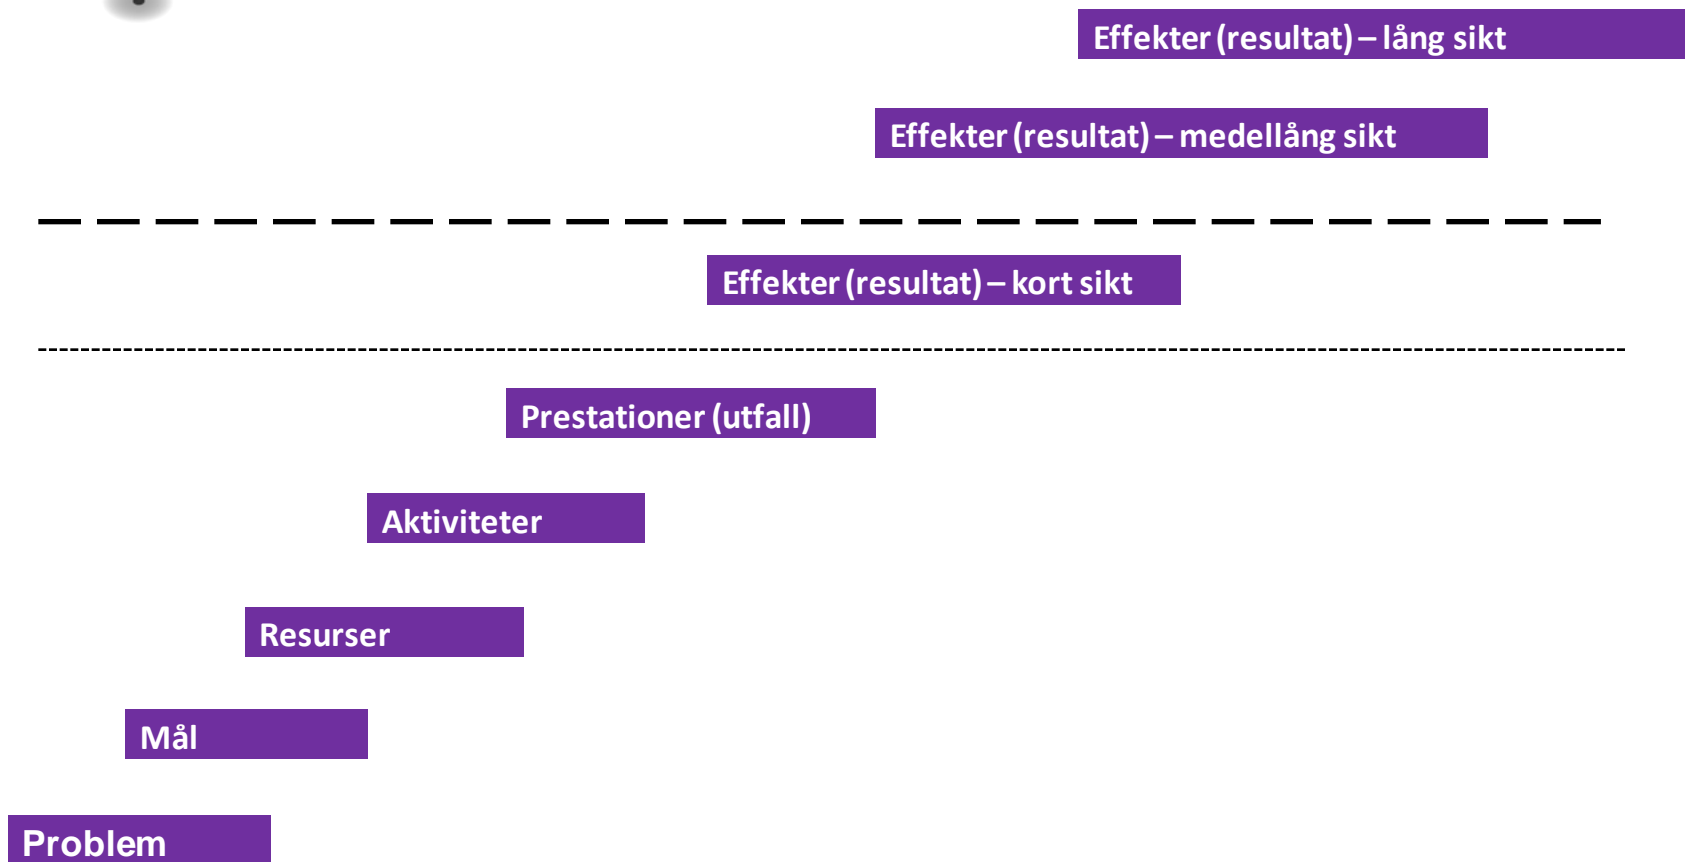 Effekter (resultat) – lång sikt
Effekter (resultat) – medellång sikt
Effekter (resultat) – kort sikt
Prestationer (utfall)
Aktiviteter
Resurser
Mål
Problem